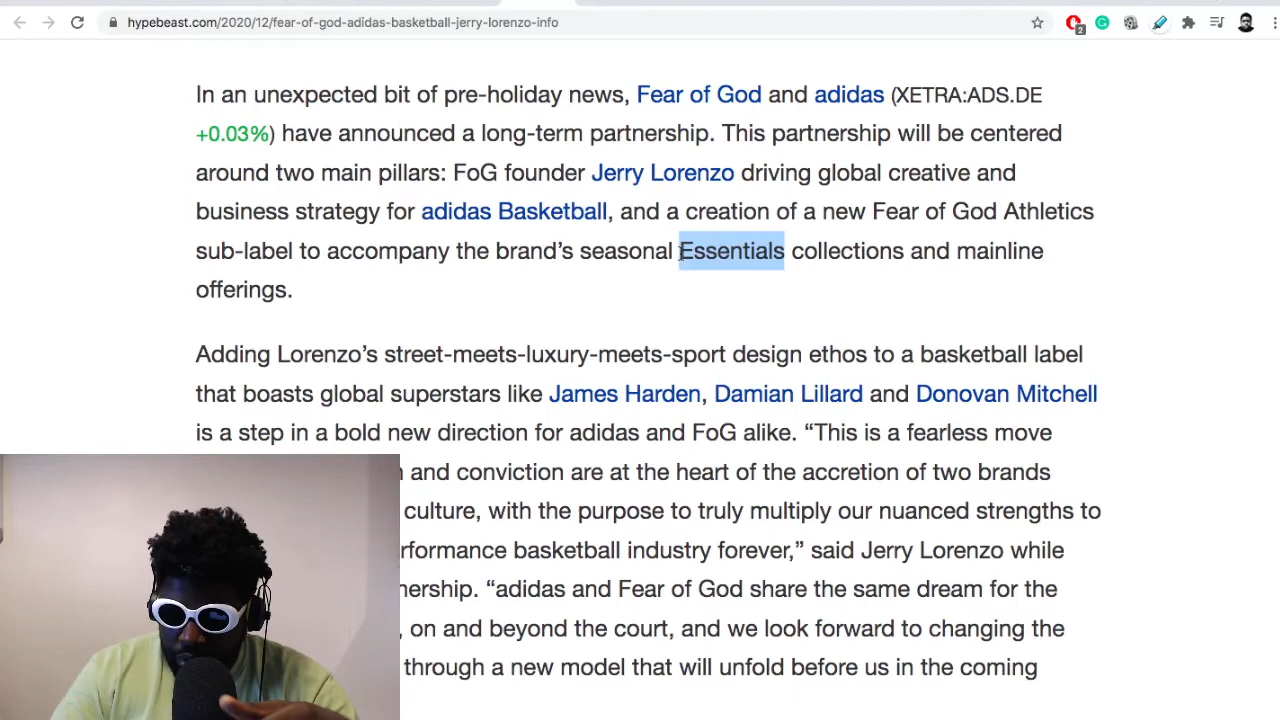 hypebeast.com/2020/12/fear-of-god-adidas-basketball-jerry-lorenzo-info
2
In an unexpected bit of pre-holiday news, Fear of God and adidas (XETRA:ADS.DE
+0.03%) have announced a long-term partnership. This partnership will be centered
around two main pillars: FoG founder Jerry Lorenzo driving global creative and
business strategy for adidas Basketball, and a creation of a new Fear of God Athletics
sub-label to accompany the brand’s seasonal Essentials collections and mainline
offerings.
Adding Lorenzo’s street-meets-luxury-meets-sport design ethos to a basketball label
that boasts global superstars like James Harden, Damian Lillard and Donovan Mitchell
is a step in a bold new direction for adidas and FoG alike. “This is a fearless move
and conviction are at the heart of the accretion of two brands
culture, with the purpose to truly multiply our nuanced strengths to
rformance basketball industry forever,” said Jerry Lorenzo while
nership. “adidas and Fear of God share the same dream for the
, on and beyond the court, and we look forward to changing the
through a new model that will unfold before us in the coming